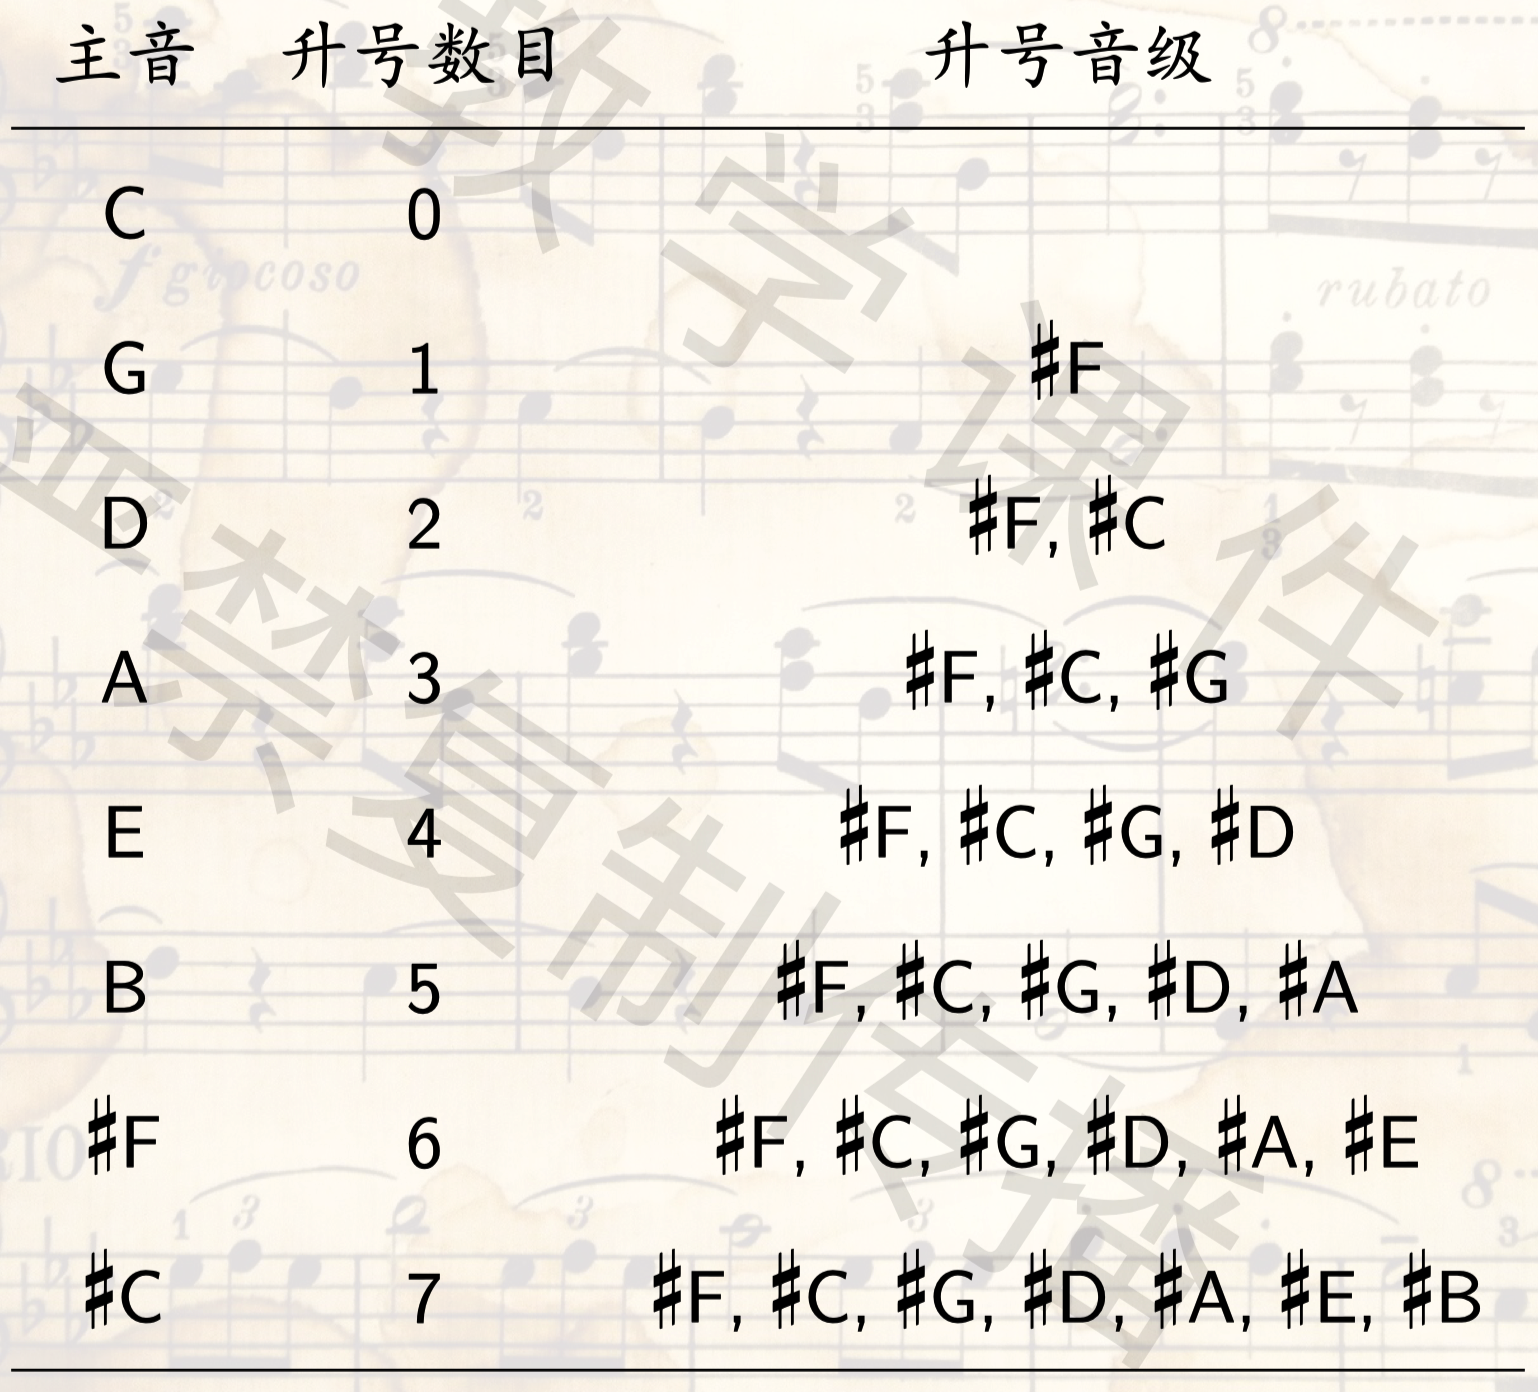 主音 升号数目 升号音级
C 0
G 1 ♯F
D 2 ♯F, ♯C
A 3 ♯F, ♯C, ♯G
E 4 ♯F, ♯C, ♯G, ♯D
B 5 ♯F, ♯C, ♯G, ♯D, ♯A
♯F 6 ♯F, ♯C, ♯G, ♯D, ♯A, ♯E
♯C 7 ♯F, ♯C, ♯G, ♯D, ♯A, ♯E, ♯B
教学课件
严禁复制传播
f giocoso
rubato